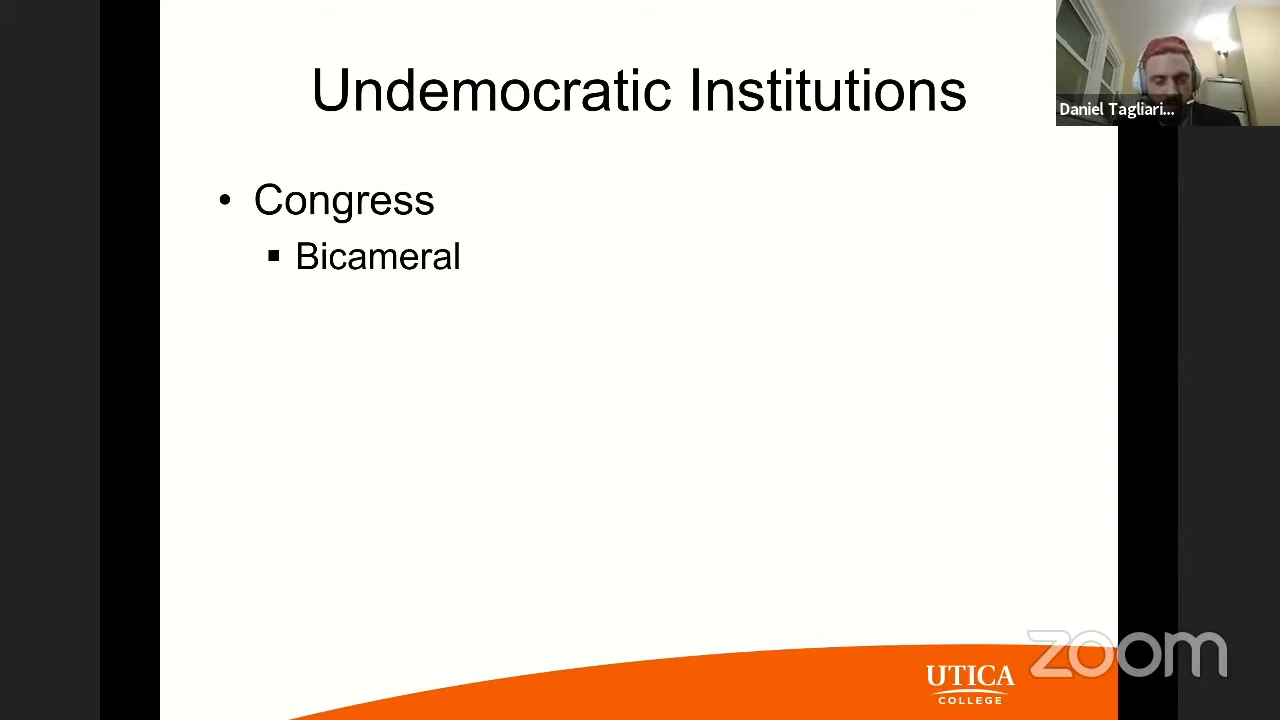 Undemocratic Institutions
Daniel Tagliari...
• Congress
▪ Bicameral
UTICA
COLLEGE
zoom